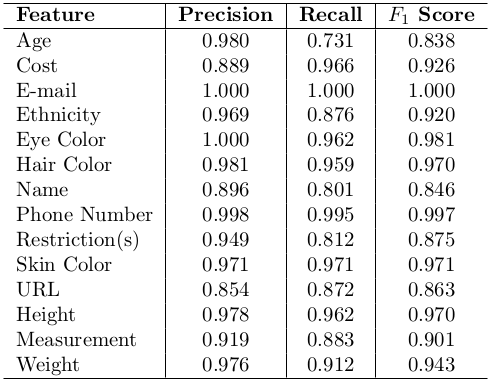 Feature Precision Recall F₁ Score
Age 0.980 0.731 0.838
Cost 0.889 0.966 0.926
E-mail 1.000 1.000 1.000
Ethnicity 0.969 0.876 0.920
Eye Color 1.000 0.962 0.981
Hair Color 0.981 0.959 0.970
Name 0.896 0.801 0.846
Phone Number 0.998 0.995 0.997
Restriction(s) 0.949 0.812 0.875
Skin Color 0.971 0.971 0.971
URL 0.854 0.872 0.863
Height 0.978 0.962 0.970
Measurement 0.919 0.883 0.901
Weight 0.976 0.912 0.943